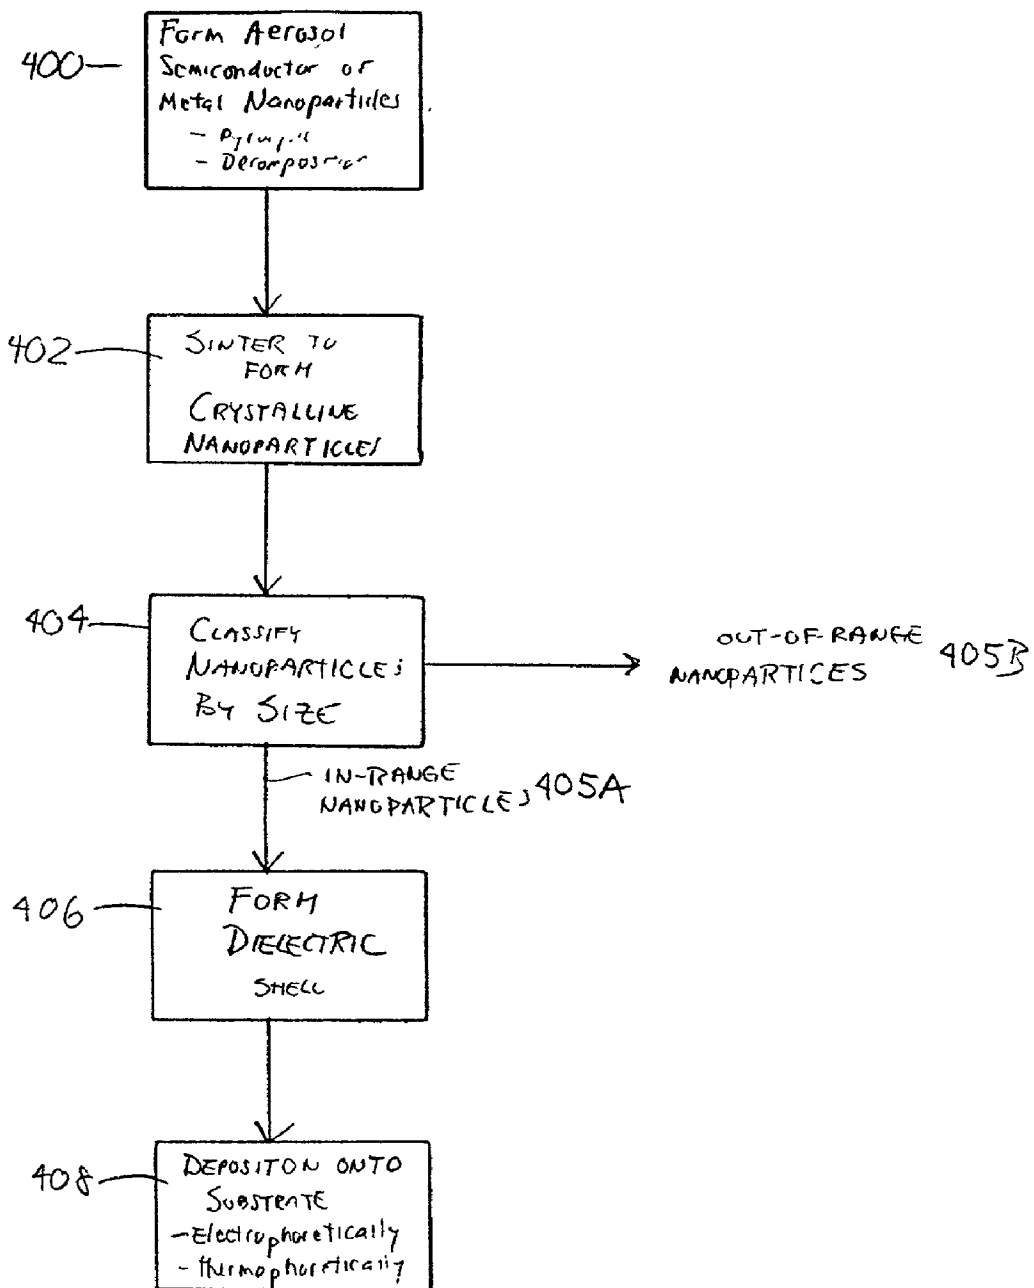 400
Form Aerosol
Semiconductor or
Metal Nanoparticles
-
- Decomposition
402
SINTER TO
FORM
CRYSTALLINE
NANOPARTICLES
404
CLASSIFY
NANOPARTICLES
BY SIZE
OUT-OF-RANGE
NANOPARTICES
405B
IN-RANGE
NANOPARTICLES
405A
406
FORM
DIELECTRIC
SHELL
408
DEPOSITON ONTO
SUBSTRATE
- Electrophoretically
- thermophoretically